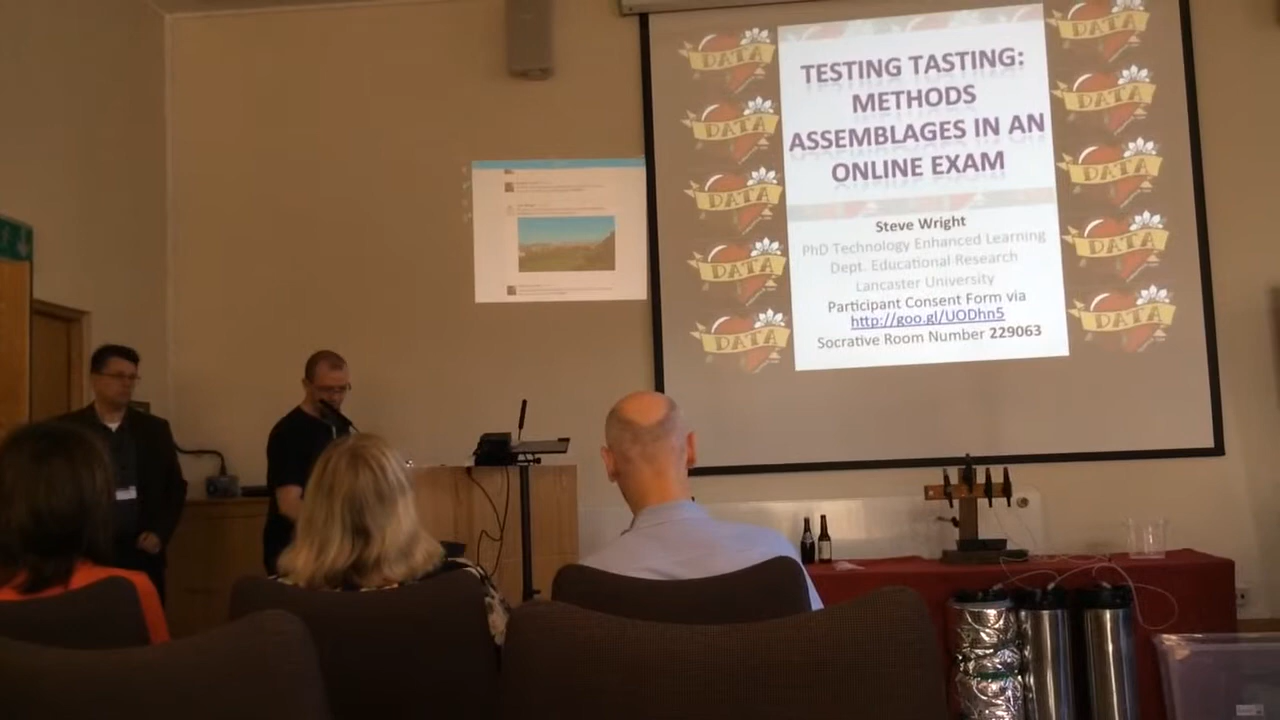 TESTING TASTING:
METHODS
ASSEMBLAGES IN AN
ONLINE EXAM
Steve Wright
PhD Technology Enhanced Learning
Dept. Educational Research
Lancaster University
Participant Consent Form via
http://goo.gl/UODhn5
Socrative Room Number 229063
DATA
DATA
DATA
DATA
DATA
DATA
DATA
DATA
DATA
DATA